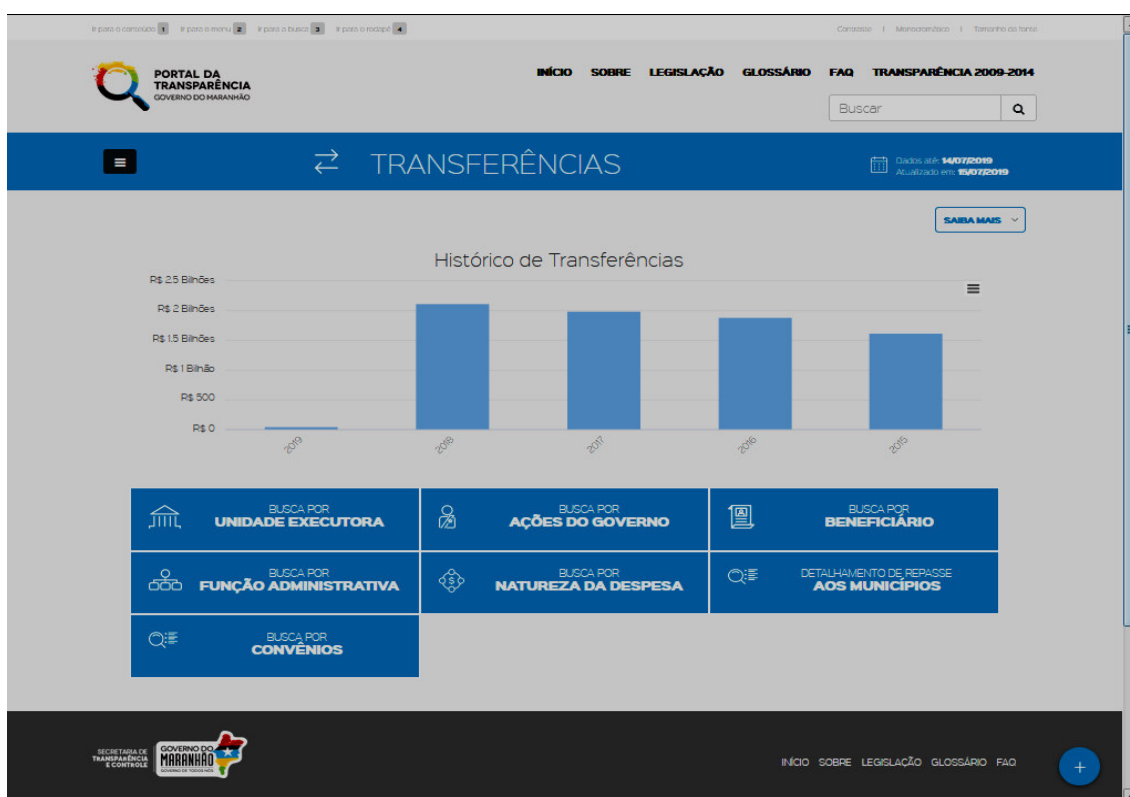 Ir para o conteúdo 1 Ir para o menu 2 Ir para a busca 3 Ir para o rodapé 4
Contraste | Monocromático | Tamanho da fonte
PORTAL DA
TRANSPARÊNCIA
GOVERNO DO MARANHÃO
INÍCIO SOBRE LEGISLAÇÃO GLOSSÁRIO FAQ TRANSPARÊNCIA 2009-2014
Buscar
TRANSFERÊNCIAS
Dados até: 14/07/2019
Atualizado em: 15/07/2019
SAIBA MAIS
Histórico de Transferências
R$ 2.5 Bilhões
R$ 2 Bilhões
R$ 1.5 Bilhões
R$ 1 Bilhão
R$ 500
R$ 0
2019 2018 2017 2016 2015
BUSCA POR
UNIDADE EXECUTORA
BUSCA POR
AÇÕES DO GOVERNO
BUSCA POR
BENEFICIÁRIO
BUSCA POR
FUNÇÃO ADMINISTRATIVA
BUSCA POR
NATUREZA DA DESPESA
DETALHAMENTO DE REPASSE
AOS MUNICÍPIOS
BUSCA POR
CONVÊNIOS
SECRETARIA DE
TRANSPARÊNCIA
E CONTROLE
GOVERNO DO
MARANHÃO
GOVERNO DE TODOS NÓS
INÍCIO SOBRE LEGISLAÇÃO GLOSSÁRIO FAQ
+